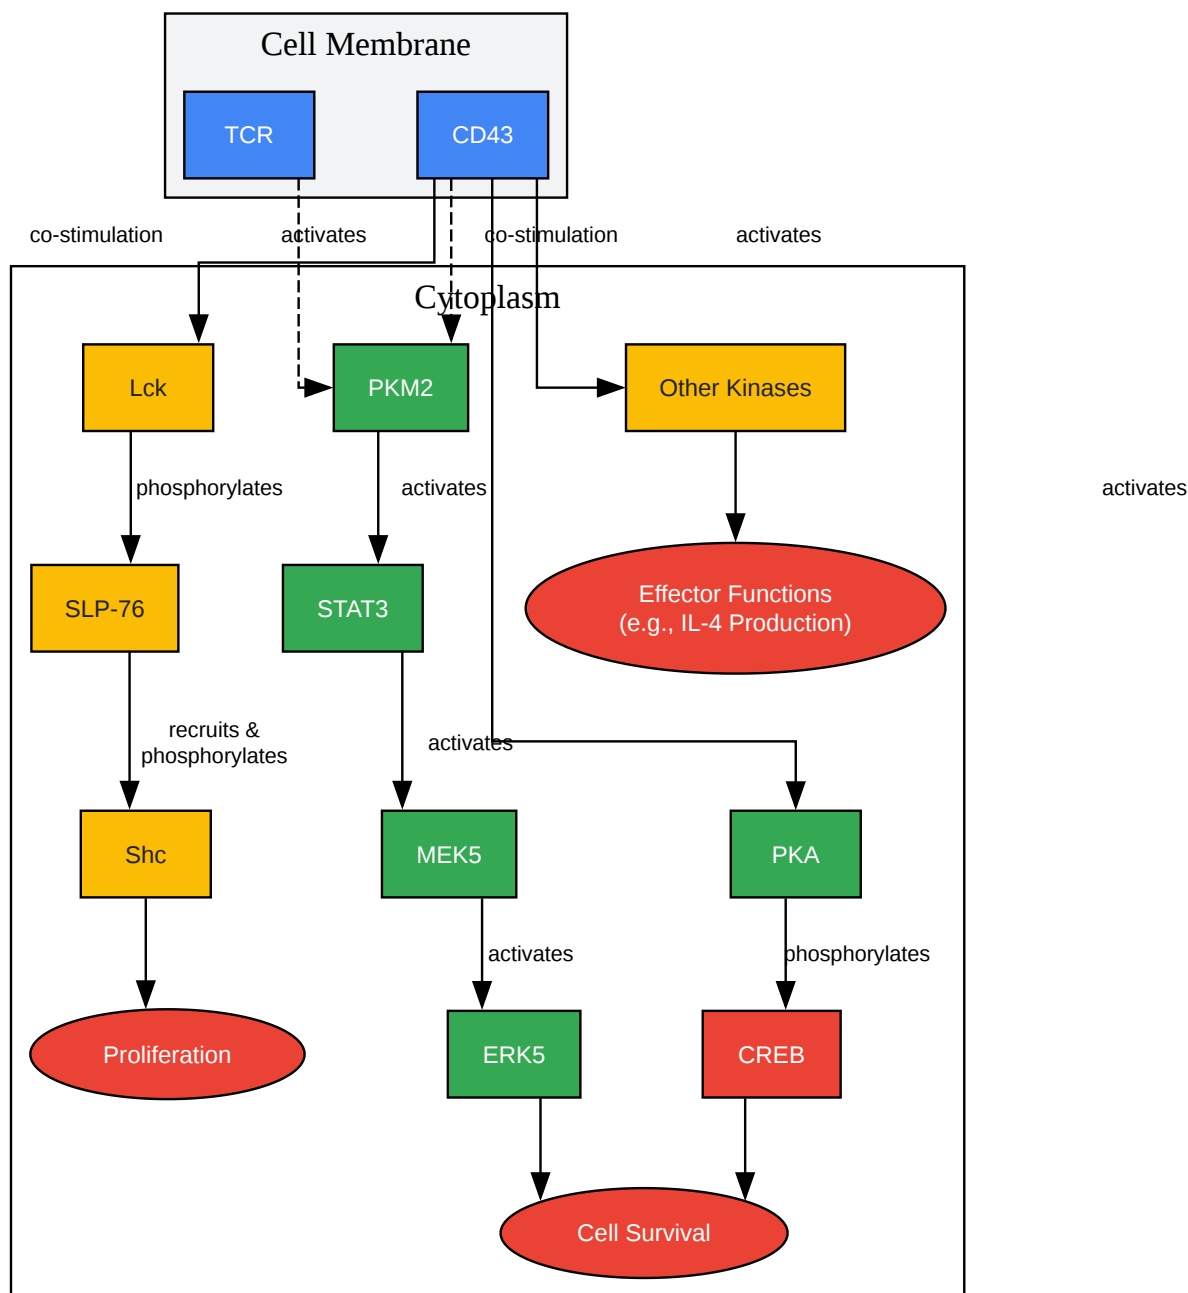 Cell Membrane
TCR
CD43
co-stimulation
activates
co-stimulation
activates
Cytoplasm
Lck
PKM2
Other Kinases
phosphorylates
activates
activates
SLP-76
STAT3
Effector Functions
(e.g., IL-4 Production)
recruits &
phosphorylates
activates
Shc
MEK5
PKA
activates
phosphorylates
Proliferation
ERK5
CREB
Cell Survival